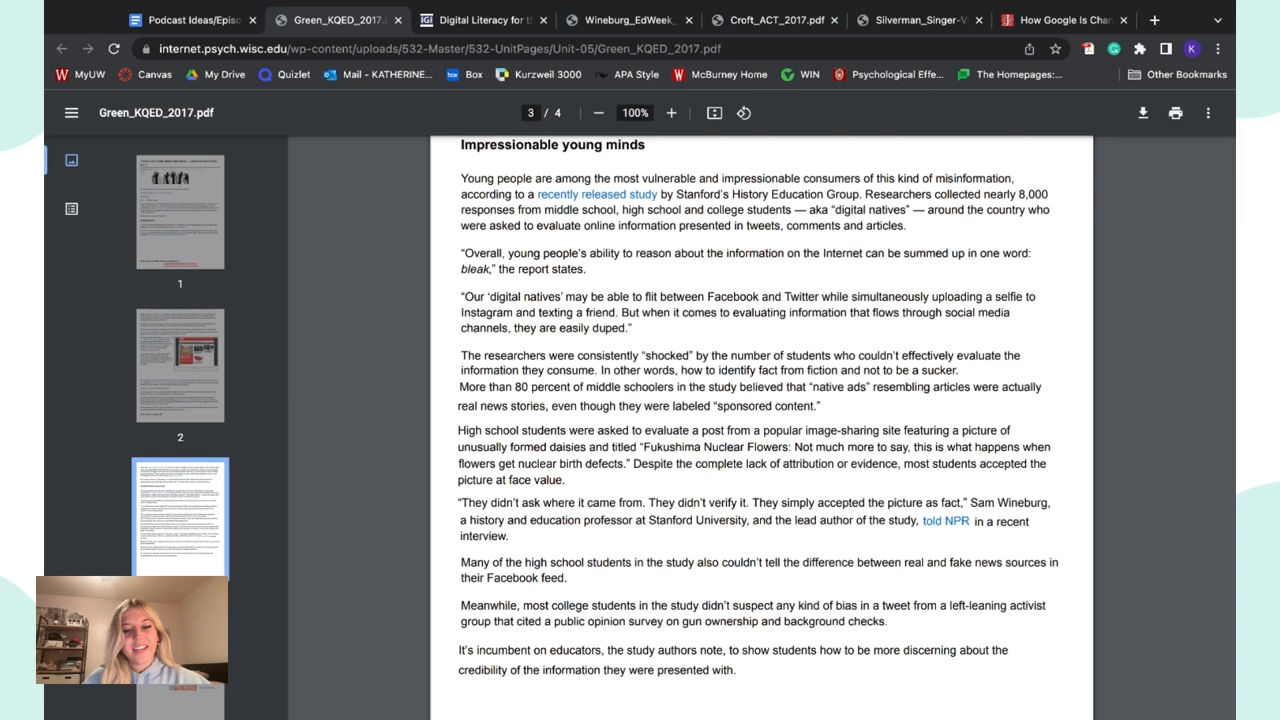 Podcast Ideas/Episo
Green_KQED_2017.
Digital Literacy for t
Wineburg_EdWeek_
Croft_ACT_2017.pdf
Silverman_Singer-V
How Google Is Chan
internet.psych.wisc.edu/wp-content/uploads/532-Master/532-UnitPages/Unit-05/Green_KQED_2017.pdf
K
MyUW
Canvas
My Drive
Quizlet
Mail - KATHERINE...
Box
Kurzweil 3000
APA Style
McBurney Home
WIN
Psychological Effe...
The Homepages:...
Other Bookmarks
Green_KQED_2017.pdf
3 / 4
100%
1
2
Impressionable young minds
Young people are among the most vulnerable and impressionable consumers of this kind of misinformation,
according to a recently released study by Stanford's History Education Group. Researchers collected nearly 8,000
responses from middle school, high school and college students — aka “digital natives” — around the country who
were asked to evaluate online information presented in tweets, comments and articles.
“Overall, young people's ability to reason about the information on the Internet can be summed up in one word:
bleak,” the report states.
“Our ‘digital natives’ may be able to flit between Facebook and Twitter while simultaneously uploading a selfie to
Instagram and texting a friend. But when it comes to evaluating information that flows through social media
channels, they are easily duped.”
The researchers were constantly “shocked” by the number of students who couldn't effectively evaluate the
information they consume. In other words, how to identify fact from fiction and not to be a sucker.
More than 80 percent of middle schoolers in the study believed that “native ads” resembling articles were actually
real news stories, even though they were labeled “sponsored content.”
High school students were asked to evaluate a post from a popular image-sharing site featuring a picture of
unusually formed daisies and titled “Fukushima Nuclear Flowers: Not much more to say, this is what happens when
flowers get nuclear birth defects.” Despite the complete lack of attribution or evidence, most students accepted the
picture at face value.
“They didn't ask where it came from, they didn't verify it. They simply accepted the picture as fact,” Sam Wineburg,
a history and education professor at Stanford University, and the lead author of the study, told NPR in a recent
interview.
Many of the high school students in the study also couldn't tell the difference between real and fake news sources in
their Facebook feed.
Meanwhile, most college students in the study didn't suspect any kind of bias in a tweet from a left-leaning activist
group that cited a public opinion survey on gun ownership and background checks.
It's incumbent on educators, the study authors note, to show students how to be more discerning about the
credibility of the information they were presented with.